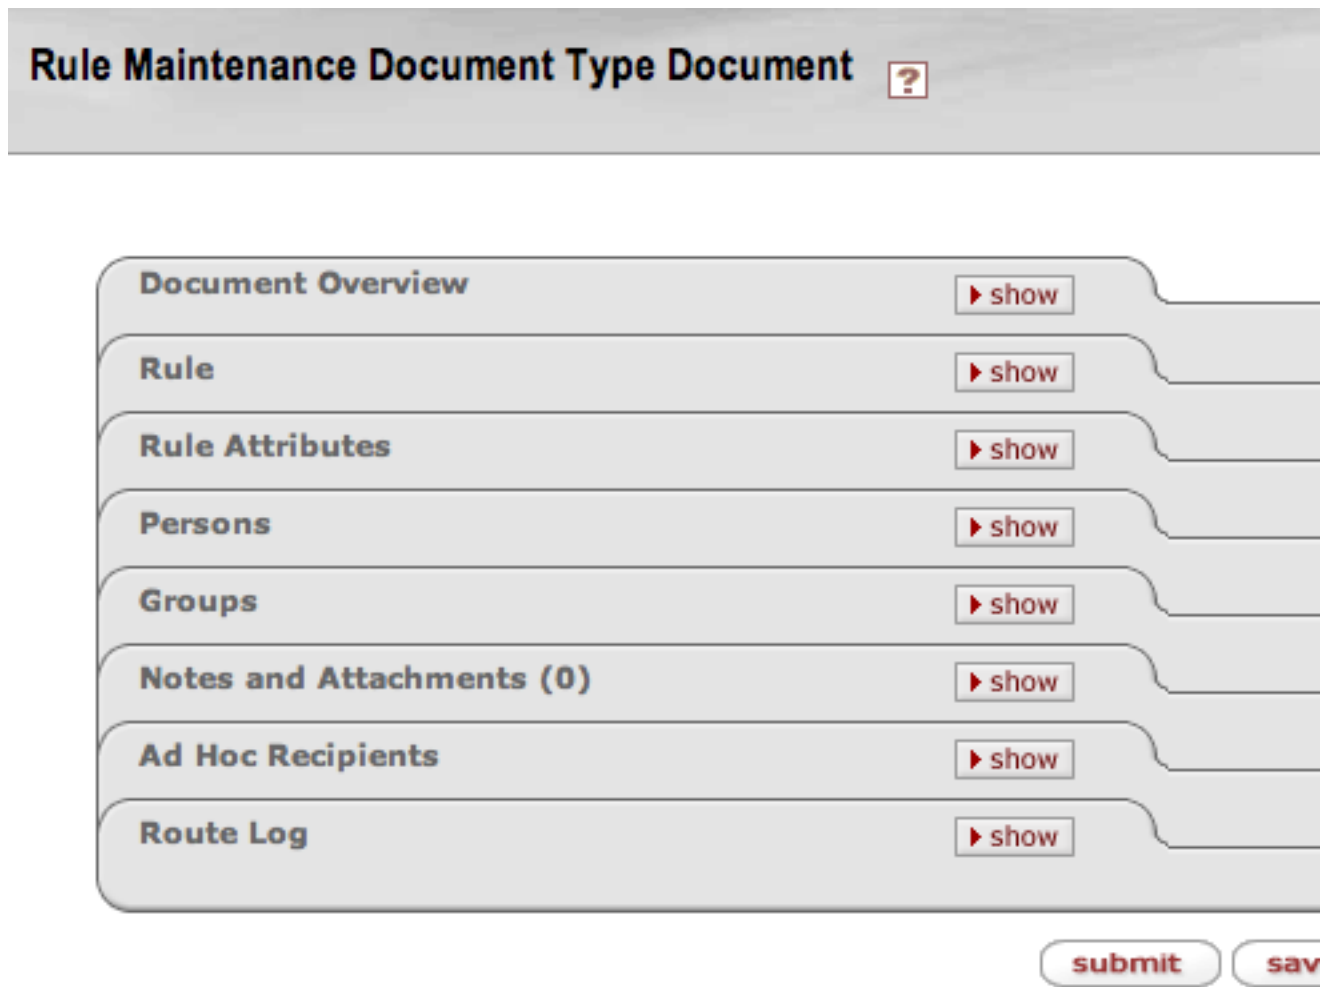 Rule Maintenance Document Type Document ?
Document Overview show
Rule show
Rule Attributes show
Persons show
Groups show
Notes and Attachments (0) show
Ad Hoc Recipients show
Route Log show
submit sav